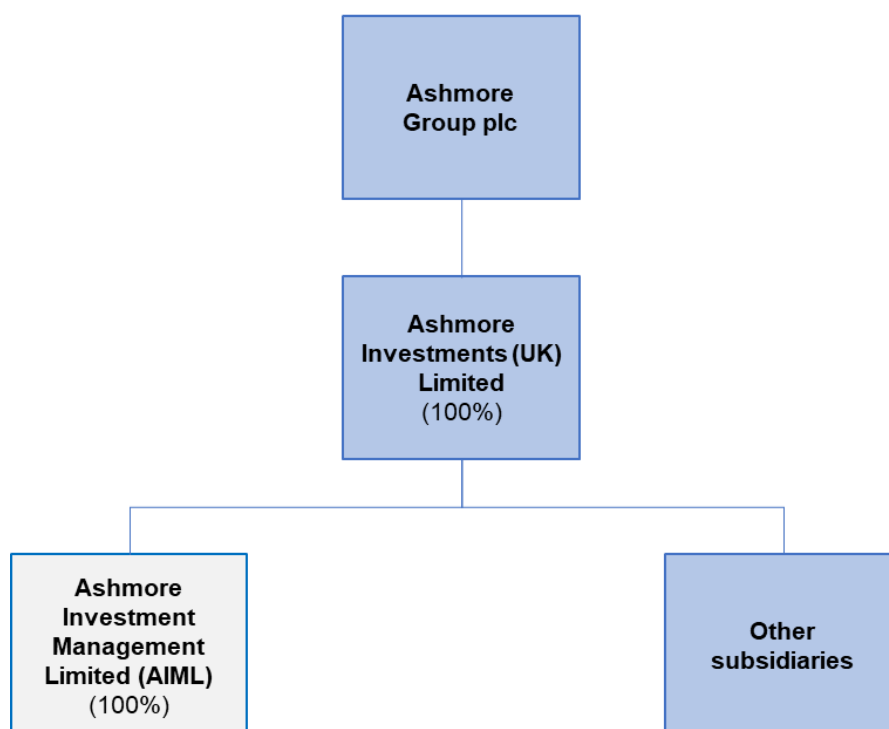 Ashmore
Group plc
Ashmore
Investments (UK)
Limited
(100%)
Ashmore
Investment
Management
Limited (AIML)
(100%)
Other
subsidiaries